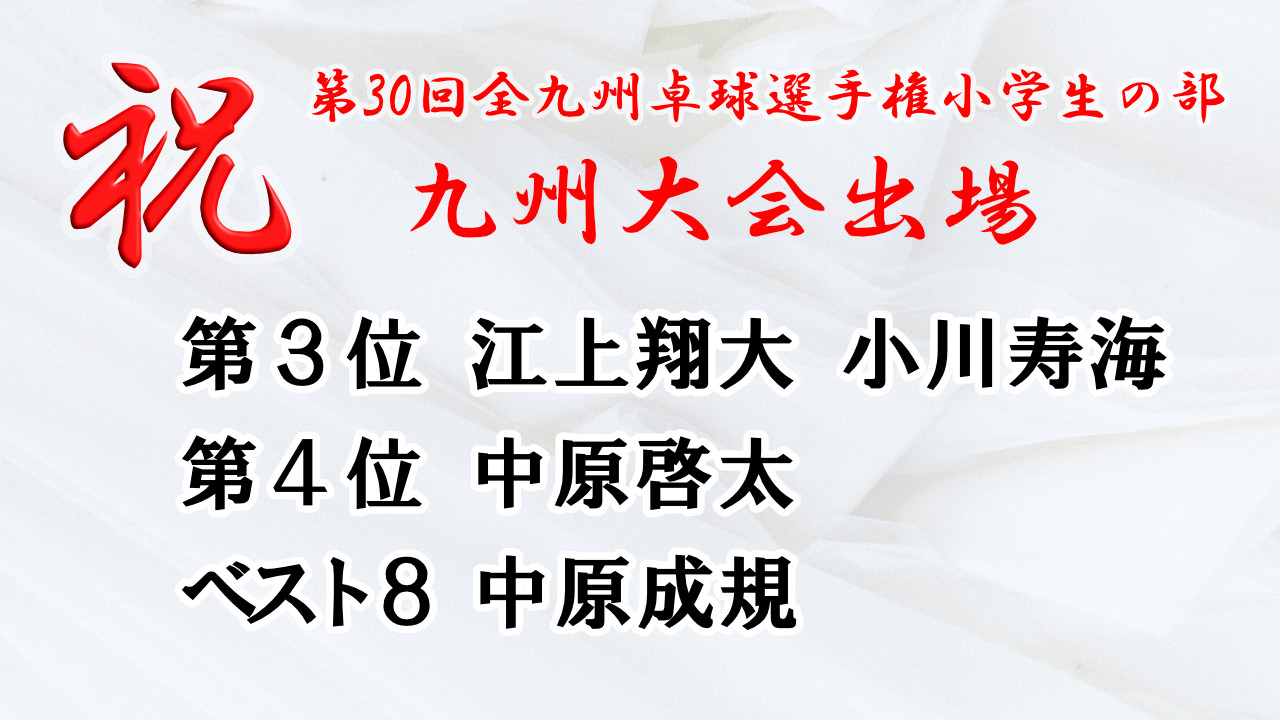 祝
第30回全九州卓球選手権小学生の部
九州大会出場
第３位 江上翔大 小川寿海
第４位 中原啓太
ベスト8 中原成規